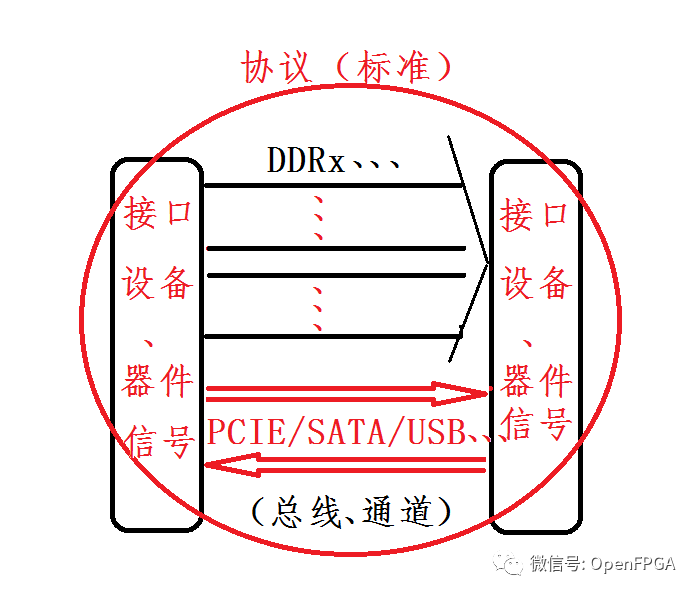 协议（标准）
DDRx、、、
接口
设备
、
器件
信号
、、、
、、、
PCIE/SATA/USB、、、
（总线、通道）
接口
设备
、
器件
信号
微信号: OpenFPGA